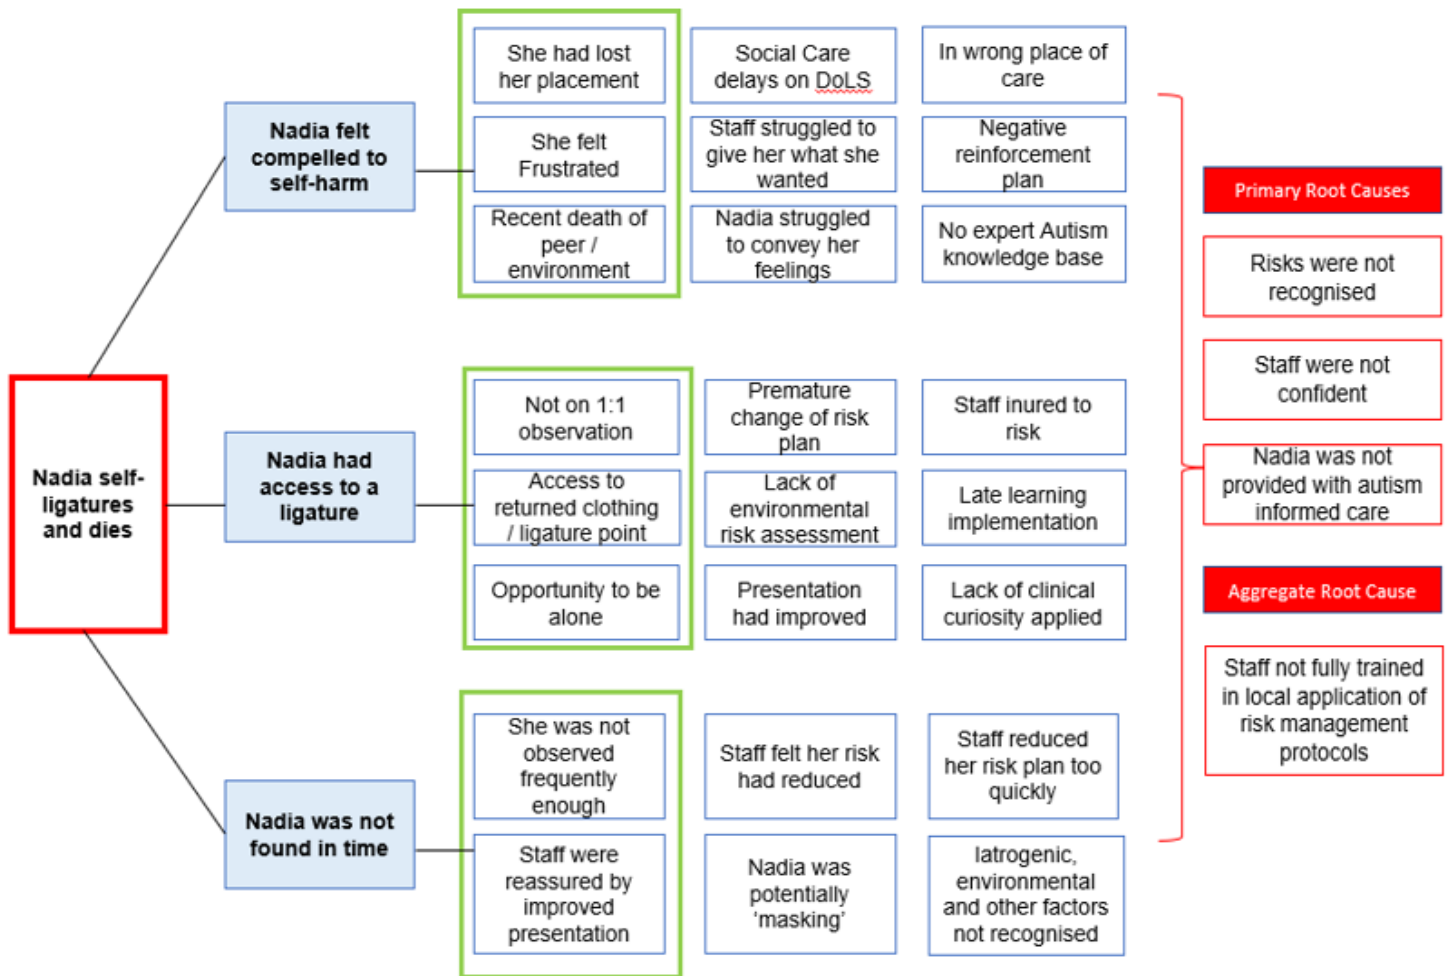 She had lost
her placement
Social Care
delays on DoLS
In wrong place of
care
Nadia felt
compelled to
self-harm
She felt
Frustrated
Staff struggled to
give her what she
wanted
Negative
reinforcement
plan
Recent death of
peer /
environment
Nadia struggled
to convey her
feelings
No expert Autism
knowledge base
Nadia self-
ligatures
and dies
Nadia had
access to a
ligature
Not on 1:1
observation
Premature
change of risk
plan
Staff inured to
risk
Access to
returned clothing
/ ligature point
Lack of
environmental
risk assessment
Late learning
implementation
Opportunity to be
alone
Presentation
had improved
Lack of clinical
curiosity applied
Nadia was not
found in time
She was not
observed
frequently
enough
Staff felt her risk
had reduced
Staff reduced
her risk plan too
quickly
Staff were
reassured by
improved
presentation
Nadia was
potentially
‘masking’
Iatrogenic,
environmental
and other factors
not recognised
Primary Root Causes
Risks were not
recognised
Staff were not
confident
Nadia was not
provided with autism
informed care
Aggregate Root Cause
Staff not fully trained
in local application of
risk management
protocols